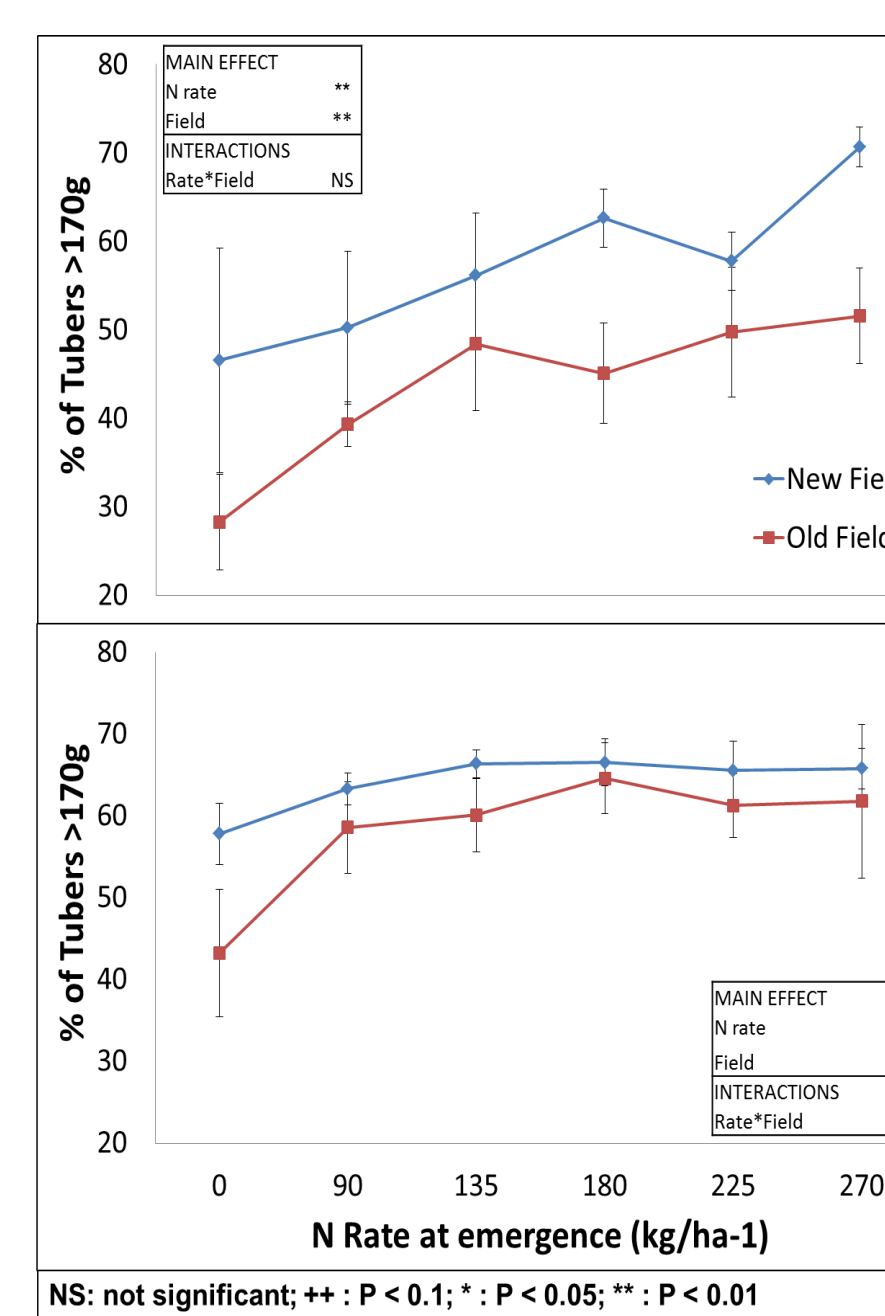 80
MAIN EFFECT
N rate **
Field **
INTERACTIONS
Rate*Field NS
70
60
50
40
30
20
% of Tubers >170g
New Fie
Old Field
80
70
60
50
40
30
20
% of Tubers >170g
MAIN EFFECT
N rate
Field
INTERACTIONS
Rate*Field
0 90 135 180 225 270
N Rate at emergence (kg/ha-1)
NS: not significant; ++ : P < 0.1; * : P < 0.05; ** : P < 0.01